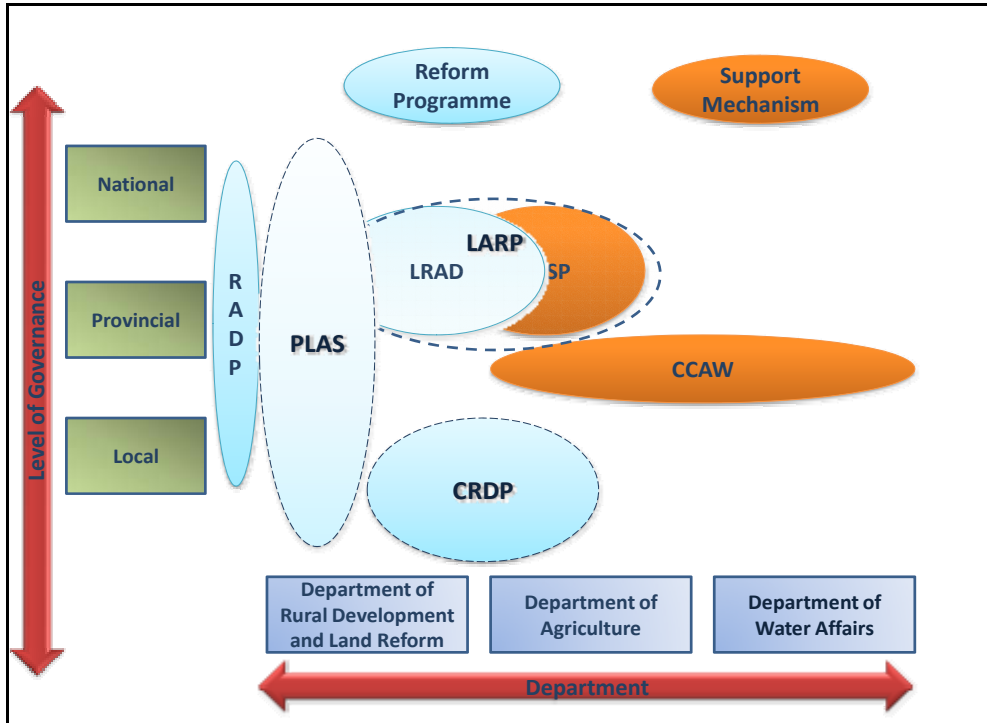 Reform
Programme
Support
Mechanism
Level of Governance
National
Provincial
Local
R
A
D
P
PLAS
LARP
LRAD
SP
CCAW
CRDP
Department of
Rural Development
and Land Reform
Department of
Agriculture
Department of
Water Affairs
Department